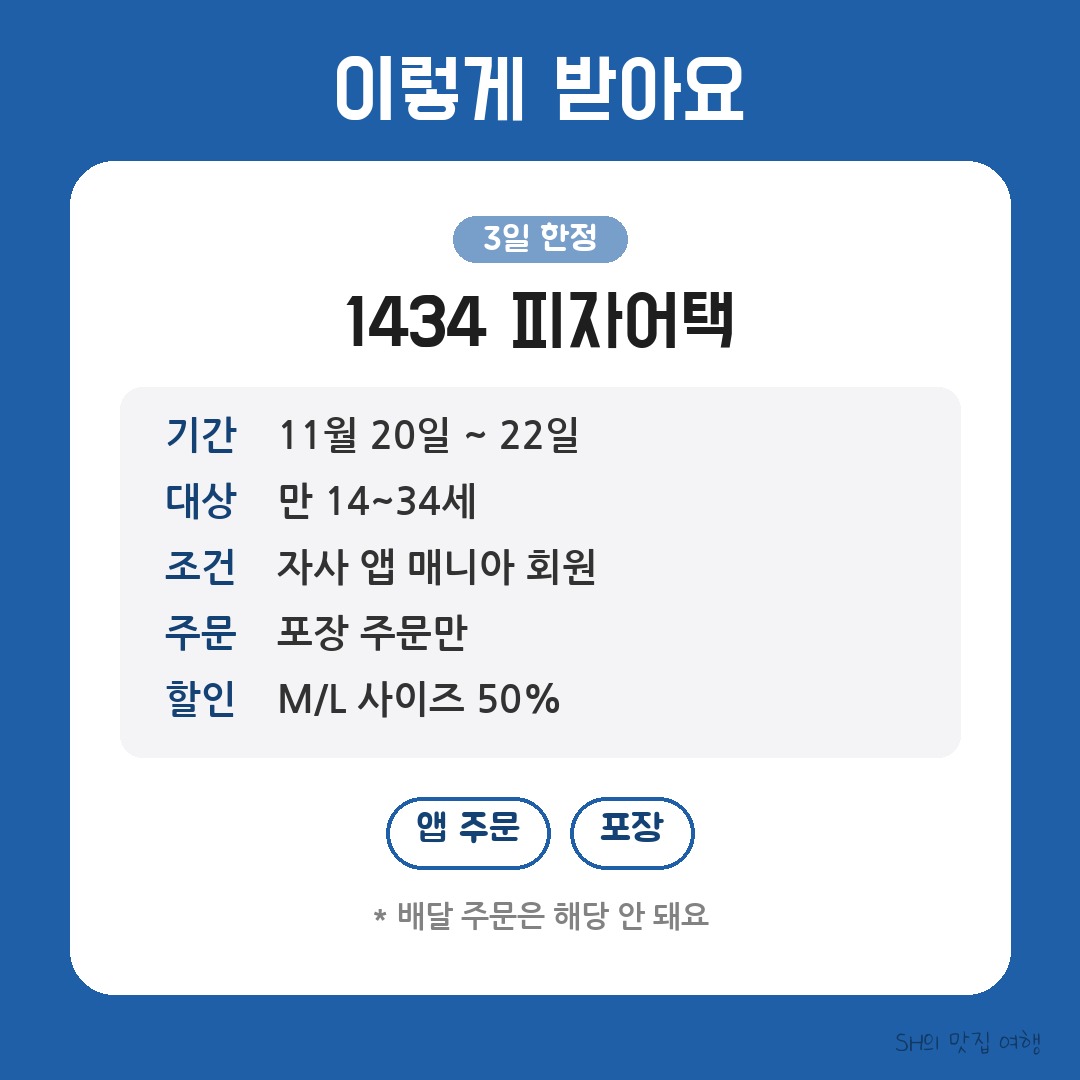 이렇게 받아요
3일 한정
1434 피자어택
기간 11월 20일 ~ 22일
대상 만 14~34세
조건 자사 앱 매니아 회원
주문 포장 주문만
할인 M/L 사이즈 50%
앱 주문 포장
* 배달 주문은 해당 안 돼요
SH의 맛집 여행